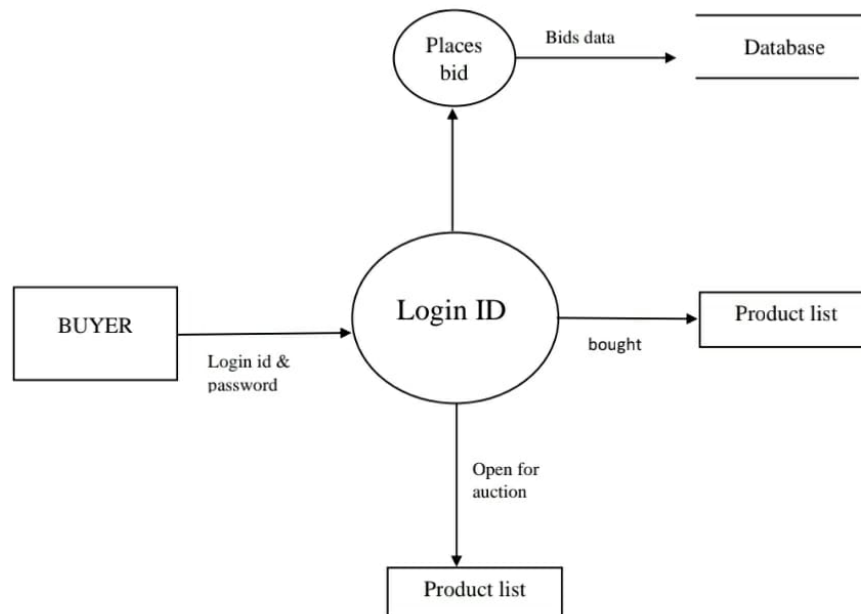 Places
bid
Bids data
Database
BUYER
Login id &
password
Login ID
bought
Product list
Open for
auction
Product list